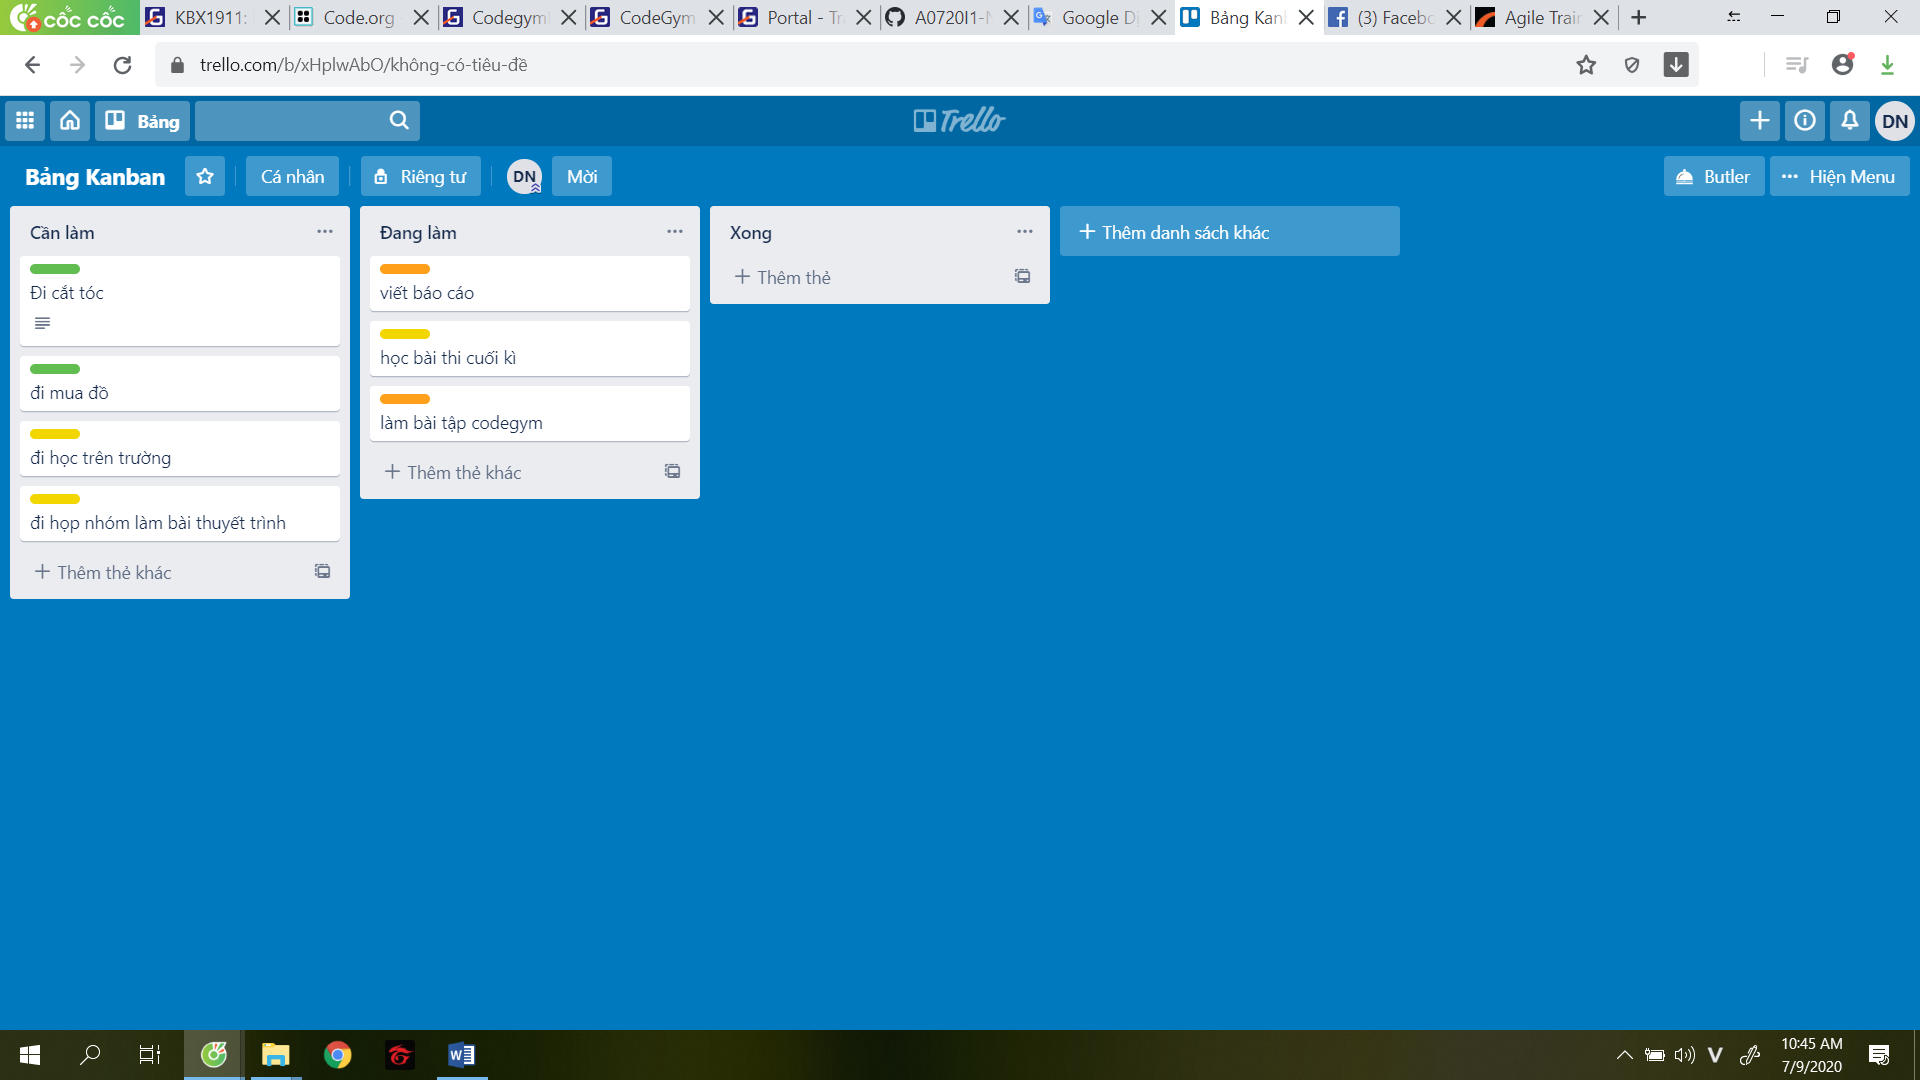 cốc cốc
KBX1911:
Code.org
Codegym
CodeGym
Portal - Tr
A0720I1-
Google Di
Bảng Kan
(3) Facebo
Agile Train
trello.com/b/xHplwAbO/không-có-tiêu-đề
Bảng
Trello
DN
Bảng Kanban
Cá nhân
Riêng tư
DN
Mời
Butler
Hiện Menu
Cần làm
Đi cắt tóc
đi mua đồ
đi học trên trường
đi họp nhóm làm bài thuyết trình
Thêm thẻ khác
Đang làm
viết báo cáo
học bài thi cuối kì
làm bài tập codegym
Thêm thẻ khác
Xong
Thêm thẻ
Thêm danh sách khác
V
10:45 AM
7/9/2020